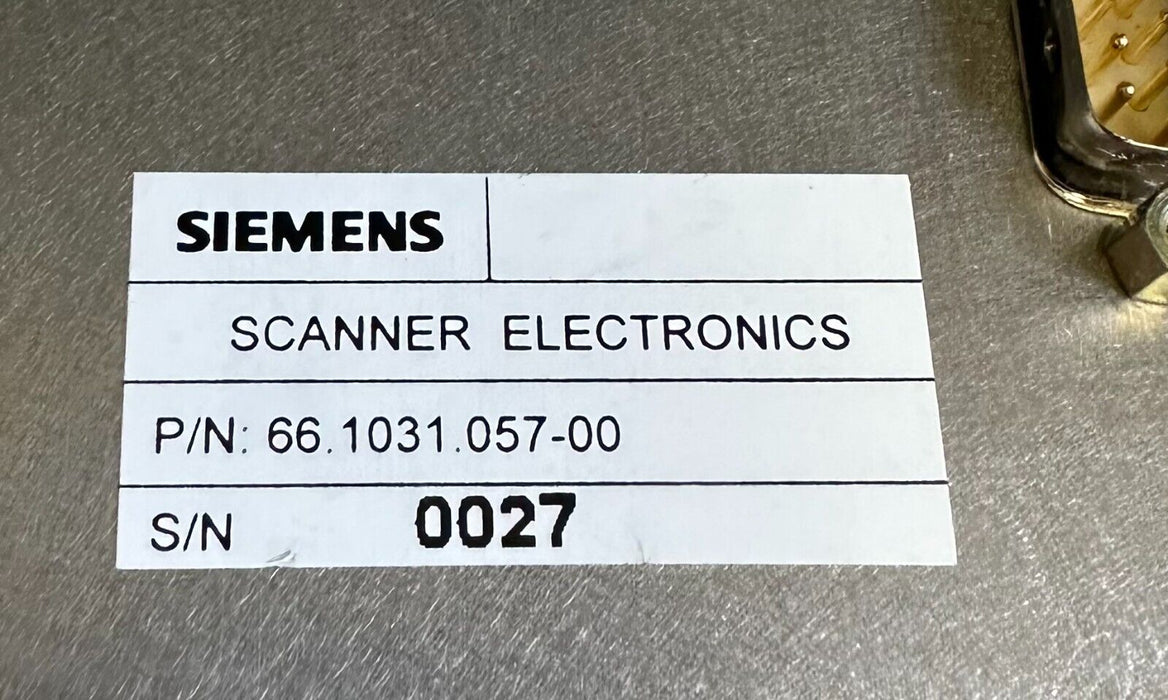 SIEMENS
SCANNER ELECTRONICS
P/N: 66.1031.057-00
S/N 0027